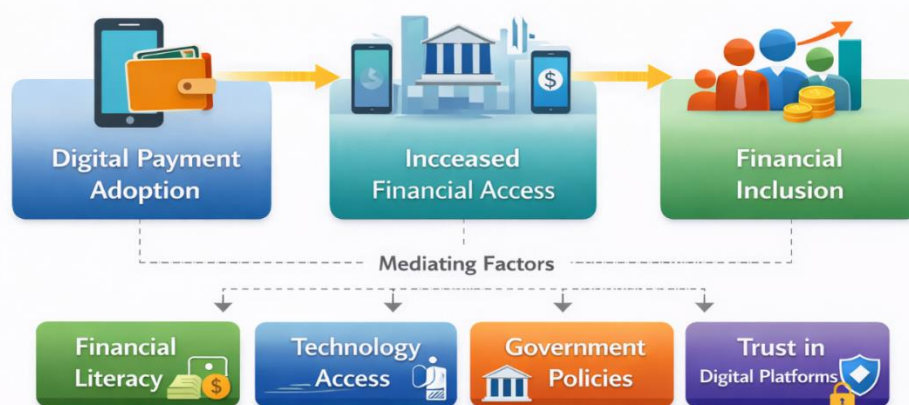 Digital Payment
Adoption
Incceased
Financial Access
Financial
Inclusion
Mediating Factors
Financial
Literacy
$
Technology
Access
Government
Policies
Trust in
Digital Platforms